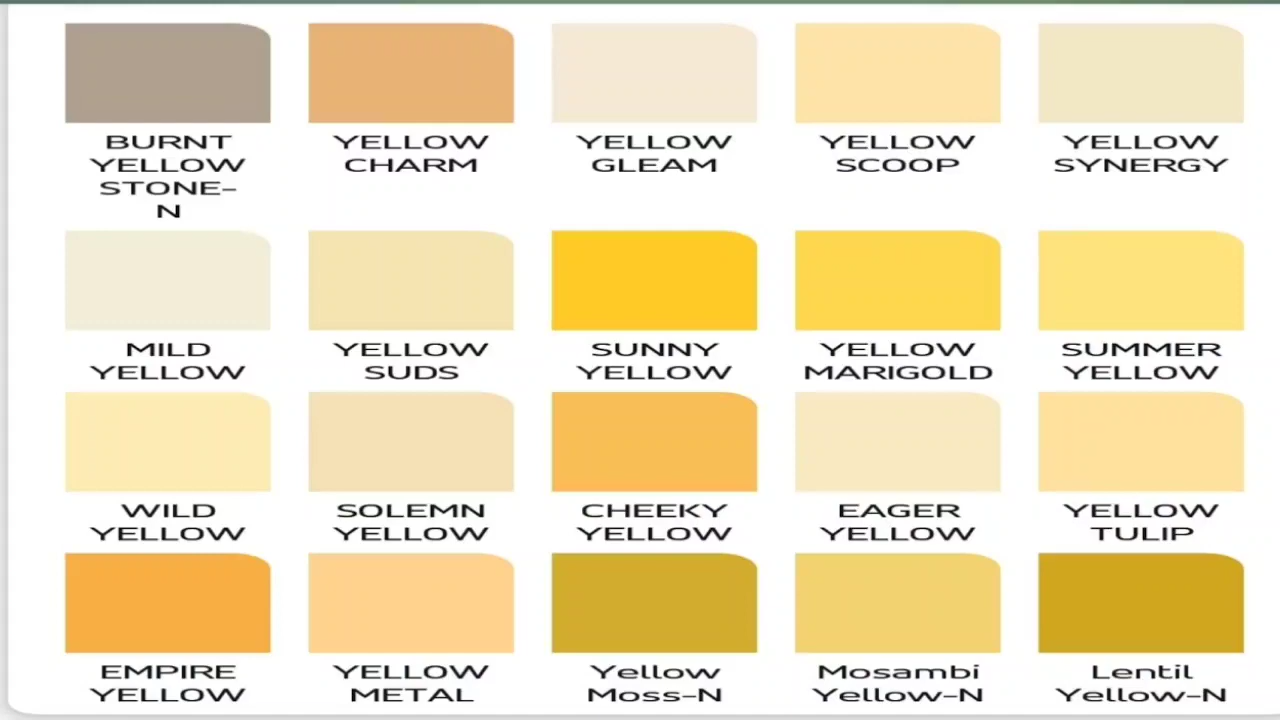 BURNT
YELLOW
STONE-
N
YELLOW
CHARM
YELLOW
GLEAM
YELLOW
SCOOP
YELLOW
SYNERGY
MILD
YELLOW
YELLOW
SUDS
SUNNY
YELLOW
YELLOW
MARIGOLD
SUMMER
YELLOW
WILD
YELLOW
SOLEMN
YELLOW
CHEEKY
YELLOW
EAGER
YELLOW
YELLOW
TULIP
EMPIRE
YELLOW
YELLOW
METAL
Yellow
Moss-N
Mosambi
Yellow-N
Lentil
Yellow-N